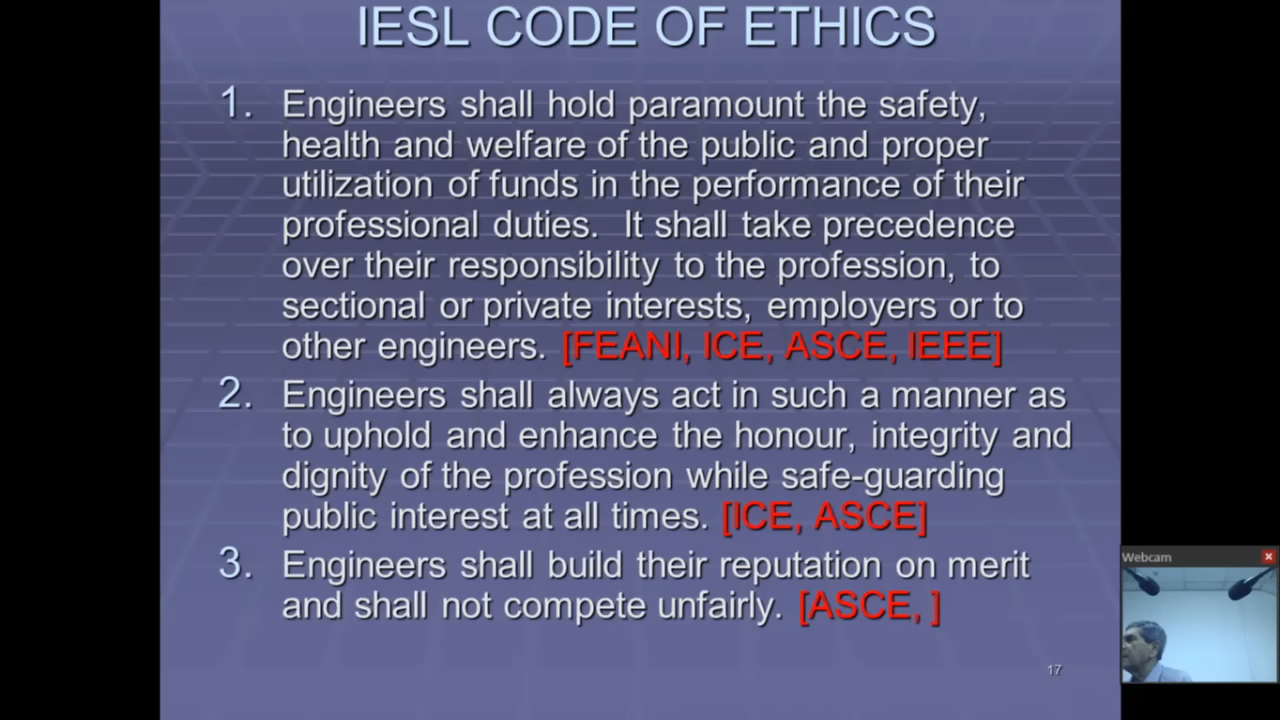 IESL CODE OF ETHICS
1. Engineers shall hold paramount the safety,
health and welfare of the public and proper
utilization of funds in the performance of their
professional duties. It shall take precedence
over their responsibility to the profession, to
sectional or private interests, employers or to
other engineers. [FEANI, ICE, ASCE, IEEE]
2. Engineers shall always act in such a manner as
to uphold and enhance the honour, integrity and
dignity of the profession while safe-guarding
public interest at all times. [ICE, ASCE]
3. Engineers shall build their reputation on merit
and shall not compete unfairly. [ASCE, ]
Webcam
17